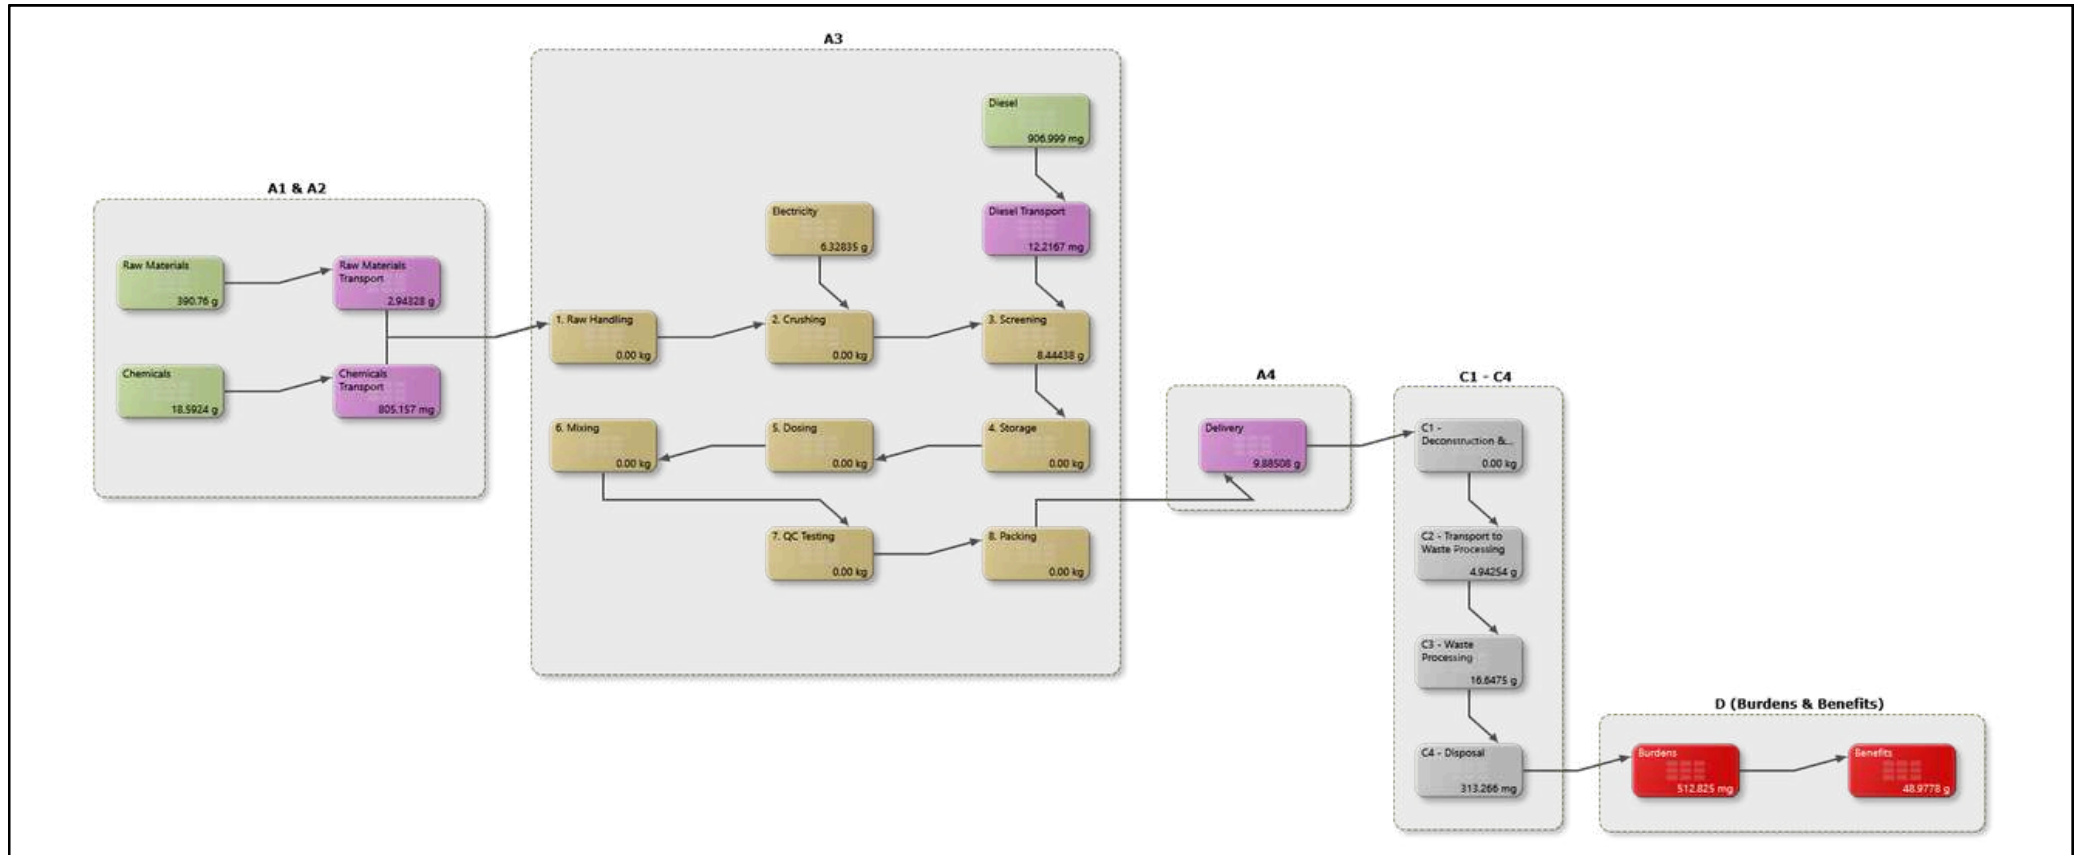 A3
Diesel
906.999 mg
A1 & A2
Electricity
6.32835 g
Diesel Transport
12.2167 mg
Raw Materials
390.76 g
Raw Materials
Transport
2.94328 g
1. Raw Handling
0.00 kg
2. Crushing
0.00 kg
3. Screening
8.44438 g
Chemicals
18.5924 g
Chemicals
Transport
805.157 mg
A4
C1 - C4
6. Mixing
0.00 kg
5. Dosing
0.00 kg
4. Storage
0.00 kg
Delivery
9.88508 g
C1 -
Deconstruction &...
0.00 kg
7. QC Testing
0.00 kg
8. Packing
0.00 kg
C2 - Transport to
Waste Processing
4.94254 g
C3 - Waste
Processing
16.6475 g
D (Burdens & Benefits)
C4 - Disposal
313.266 mg
Burdens
512.825 mg
Benefits
48.9778 g